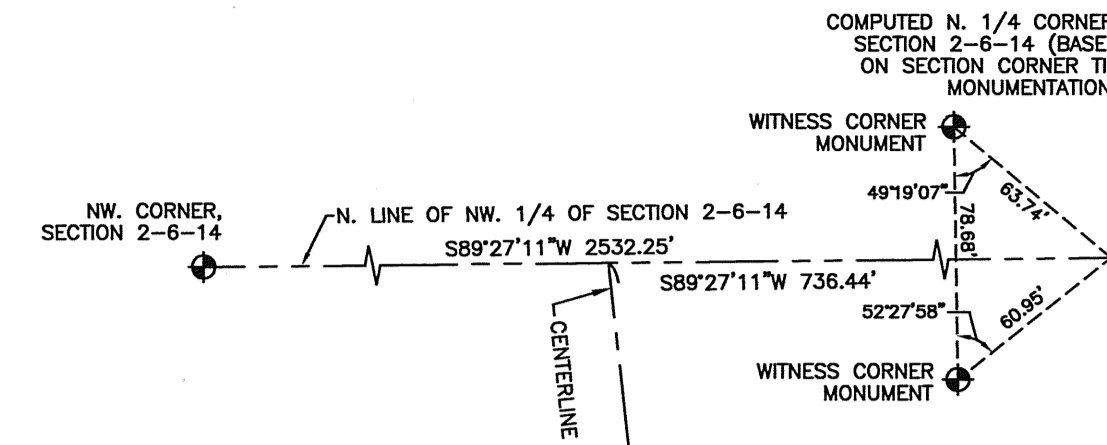 COMPUTED N. 1/4 CORNER
SECTION 2-6-14 (BASE
ON SECTION CORNER TI
MONUMENTATION
WITNESS CORNER
MONUMENT
49°19'07"
63.74'
78.68'
NW. CORNER,
SECTION 2-6-14
N. LINE OF NW. 1/4 OF SECTION 2-6-14
S89°27'11"W 2532.25'
S89°27'11"W 736.44'
52°27'58"
60.95'
CENTERLINE
WITNESS CORNER
MONUMENT